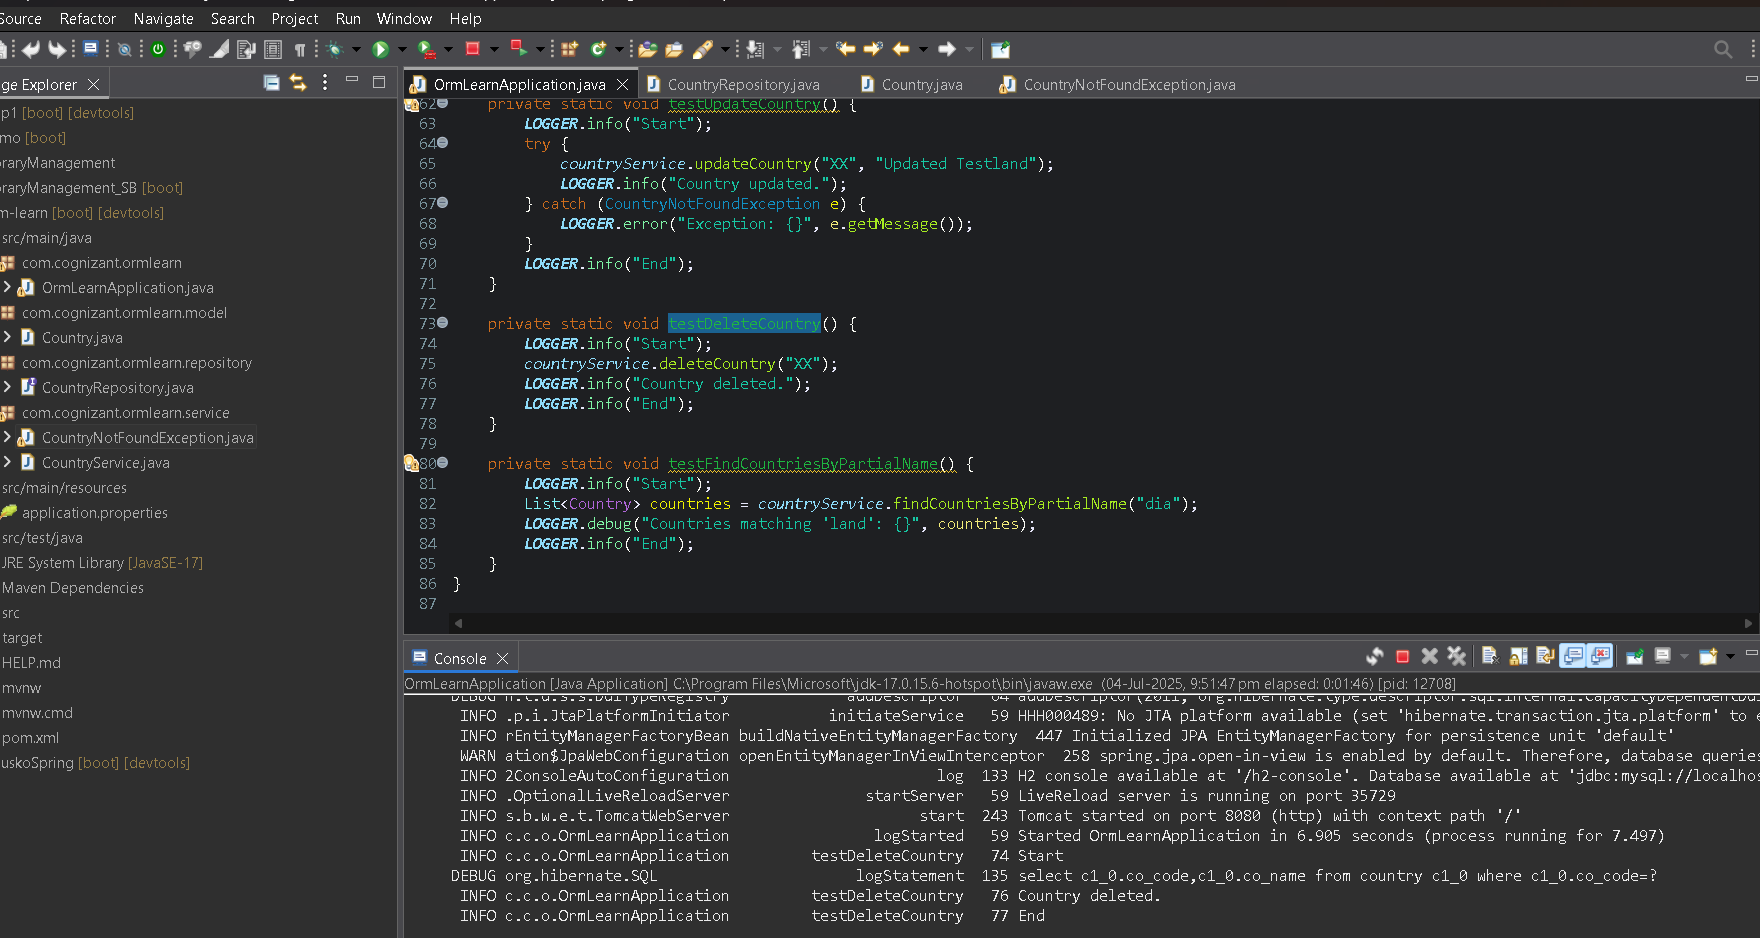 Source Refactor Navigate Search Project Run Window Help
ge Explorer
p1 [boot] [devtools]
mo [boot]
raryManagement
raryManagement_SB [boot]
m-learn [boot] [devtools]
src/main/java
com.cognizant.ormlearn
OrmLearnApplication.java
com.cognizant.ormlearn.model
Country.java
com.cognizant.ormlearn.repository
CountryRepository.java
com.cognizant.ormlearn.service
CountryNotFoundException.java
CountryService.java
src/main/resources
application.properties
src/test/java
JRE System Library [JavaSE-17]
Maven Dependencies
src
target
HELP.md
mvnw
mvnw.cmd
pom.xml
uskoSpring [boot] [devtools]
OrmLearnApplication.java CountryRepository.java Country.java CountryNotFoundException.java
62 private static void testUpdateCountry() {
63 LOGGER.info("Start");
64 try {
65 countryService.updateCountry("XX", "Updated Testland");
66 LOGGER.info("Country updated.");
67 } catch (CountryNotFoundException e) {
68 LOGGER.error("Exception: {}", e.getMessage());
69 }
70 LOGGER.info("End");
71 }
72
73 private static void testDeleteCountry() {
74 LOGGER.info("Start");
75 countryService.deleteCountry("XX");
76 LOGGER.info("Country deleted.");
77 LOGGER.info("End");
78 }
79
80 private static void testFindCountriesByPartialName() {
81 LOGGER.info("Start");
82 List<Country> countries = countryService.findCountriesByPartialName("dia");
83 LOGGER.debug("Countries matching 'land': {}", countries);
84 LOGGER.info("End");
85 }
86 }
87
Console
OrmLearnApplication [Java Application] C:\Program Files\Microsoft\jdk-17.0.15.6-hotspot\bin\javaw.exe (04-Jul-2025, 9:51:47 pm elapsed: 0:01:46) [pid: 12708]
INFO .p.i.JtaPlatformInitiator initiateService 59 HHH000489: No JTA platform available (set 'hibernate.transaction.jta.platform' to e
INFO rEntityManagerFactoryBean buildNativeEntityManagerFactory 447 Initialized JPA EntityManagerFactory for persistence unit 'default'
WARN ation$JpaWebConfiguration openEntityManagerInViewInterceptor 258 spring.jpa.open-in-view is enabled by default. Therefore, database queries
INFO 2ConsoleAutoConfiguration log 133 H2 console available at '/h2-console'. Database available at 'jdbc:mysql://localhos
INFO .OptionalLiveReloadServer startServer 59 LiveReload server is running on port 35729
INFO s.b.w.e.t.TomcatWebServer start 243 Tomcat started on port 8080 (http) with context path '/'
INFO c.c.o.OrmLearnApplication logStarted 59 Started OrmLearnApplication in 6.905 seconds (process running for 7.497)
INFO c.c.o.OrmLearnApplication testDeleteCountry 74 Start
DEBUG org.hibernate.SQL logStatement 135 select c1_0.co_code,c1_0.co_name from country c1_0 where c1_0.co_code=?
INFO c.c.o.OrmLearnApplication testDeleteCountry 76 Country deleted.
INFO c.c.o.OrmLearnApplication testDeleteCountry 77 End